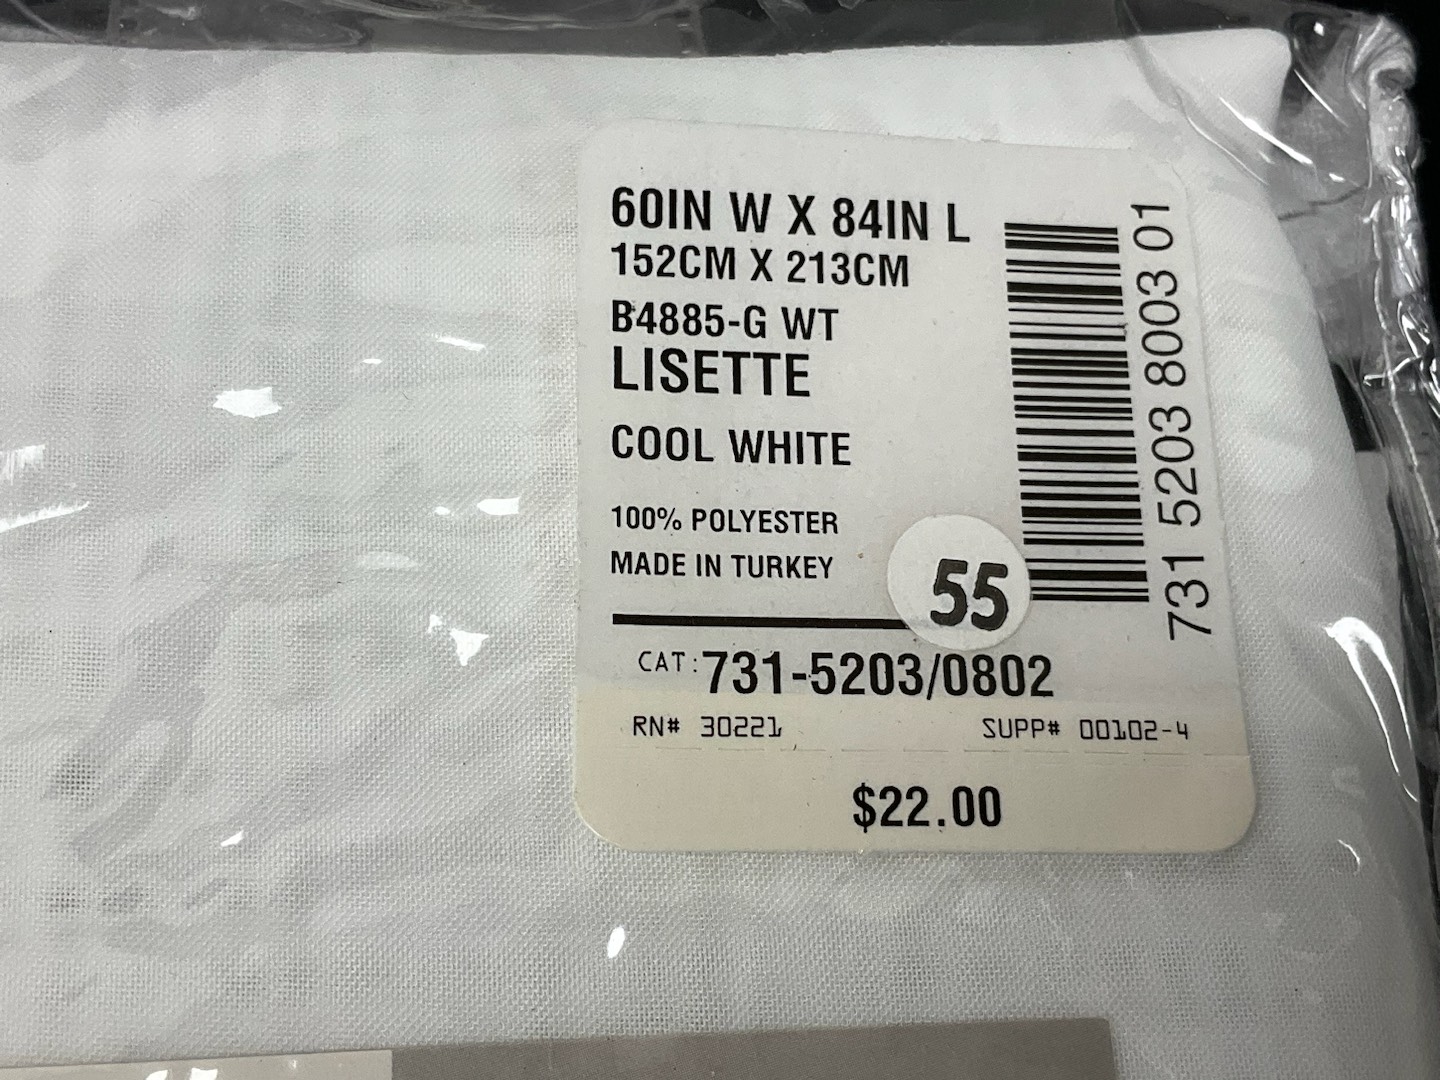 60IN W X 84IN L
152CM X 213CM
B4885-G WT
LISETTE
COOL WHITE
100% POLYESTER
MADE IN TURKEY
55
731 5203 8003 01
CAT:731-5203/0802
RN# 30221
SUPP# 00102-4
$22.00